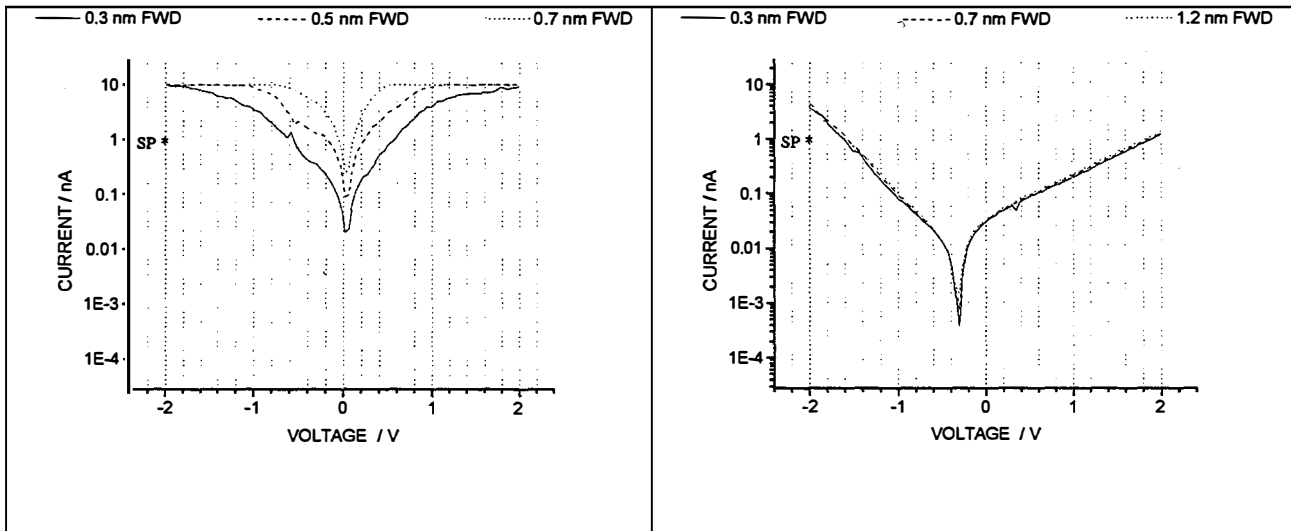 0.3 nm FWD 0.5 nm FWD 0.7 nm FWD
10
1
SP *
0.1
0.01
1E-3
1E-4
CURRENT / nA
-2 -1 0 1 2
VOLTAGE / V
0.3 nm FWD 0.7 nm FWD 1.2 nm FWD
10
1
SP *
0.1
0.01
1E-3
1E-4
CURRENT / nA
-2 -1 0 1 2
VOLTAGE / V